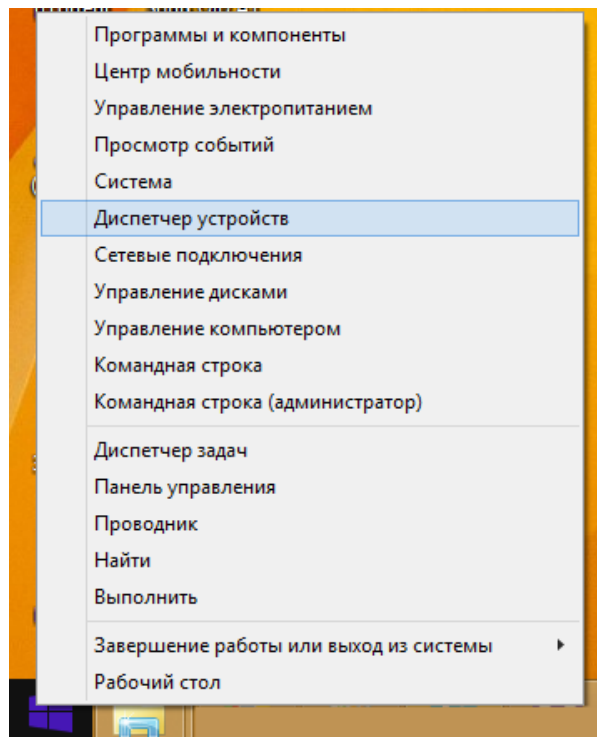 Программы и компоненты
Центр мобильности
Управление электропитанием
Просмотр событий
Система
Диспетчер устройств
Сетевые подключения
Управление дисками
Управление компьютером
Командная строка
Командная строка (администратор)
Диспетчер задач
Панель управления
Проводник
Найти
Выполнить
Завершение работы или выход из системы
Рабочий стол